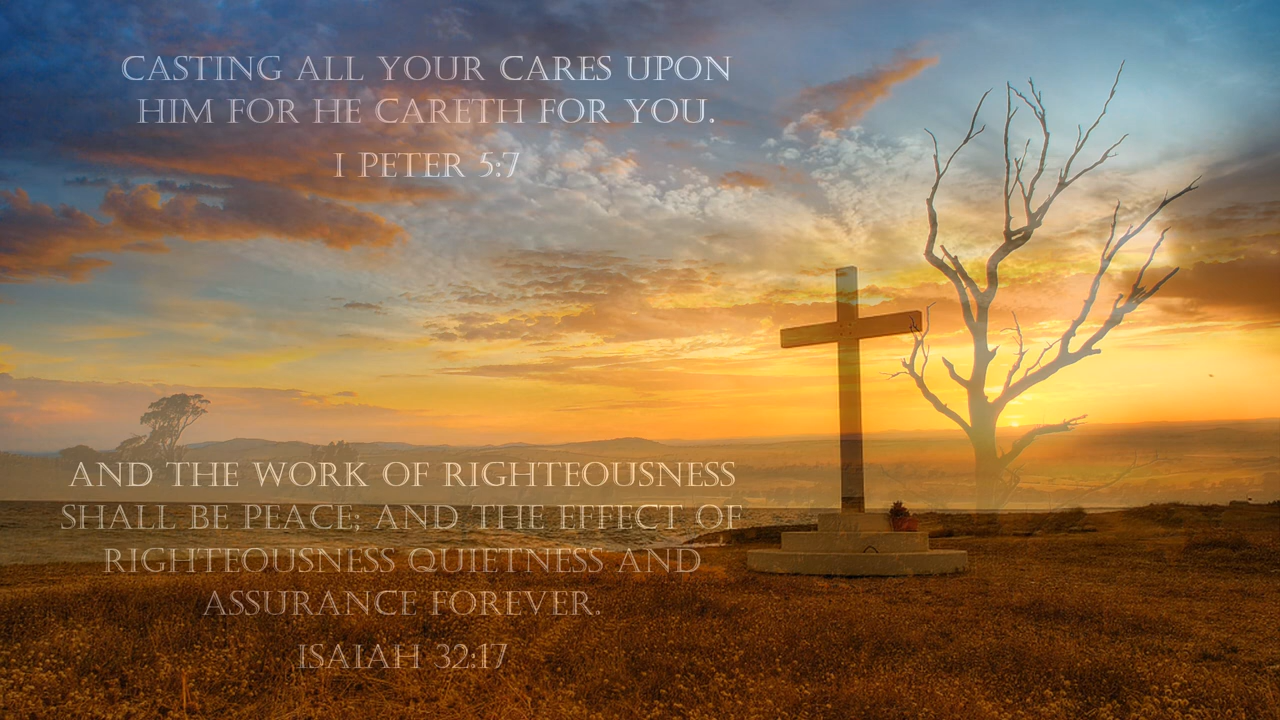 CASTING ALL YOUR CARES UPON
HIM FOR HE CARETH FOR YOU.
I PETER 5:7
AND THE WORK OF RIGHTEOUSNESS
SHALL BE PEACE; AND THE EFFECT OF
RIGHTEOUSNESS QUIETNESS AND
ASSURANCE FOREVER.
ISAIAH 32:17